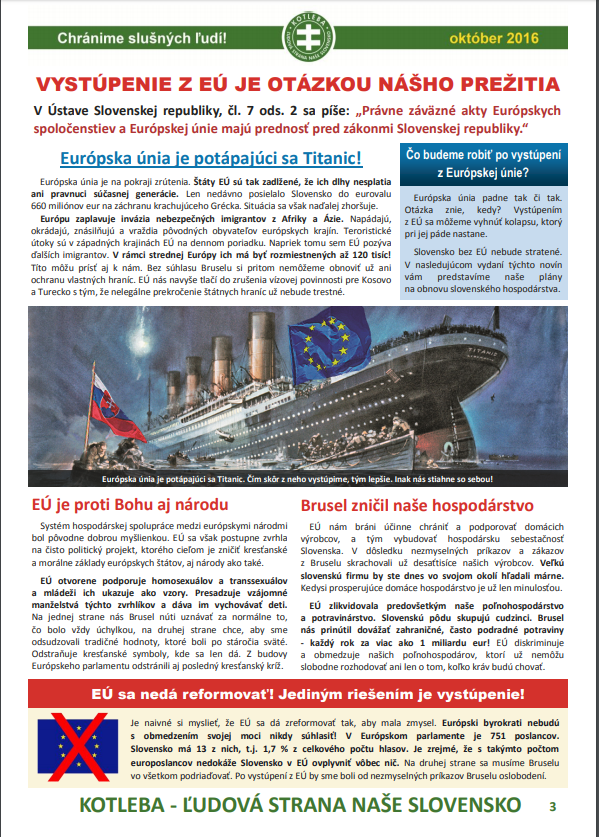 Chránime slušných ľudí!
KOTLEBA
október 2016
VYSTÚPENIE Z EÚ JE OTÁZKOU NÁŠHO PREŽITIA
V Ústave Slovenskej republiky, čl. 7 ods. 2 sa píše: „Právne záväzné akty Európskych
spoločenstiev a Európskej únie majú prednosť pred zákonmi Slovenskej republiky.“
Európska únia je potápajúci sa Titanic!
Európska únia je na pokraji zrútenia. Štáty EÚ sú tak zadlžené, že ich dlhy nesplatia
ani pravnuci súčasnej generácie. Len nedávno posielalo Slovensko do eurovalu
660 miliónov eur na záchranu krachujúceho Grécka. Situácia sa však naďalej zhoršuje.
Európu zaplavuje invázia nebezpečných imigrantov z Afriky a Ázie. Napádajú,
okrádajú, znásilňujú a vraždia pôvodných obyvateľov európskych krajín. Teroristické
útoky sú v západných krajinách EÚ na dennom poriadku. Napriek tomu sem EÚ pozýva
ďalších imigrantov. V rámci strednej Európy ich má byť rozmiestnených až 120 tisíc!
Títo môžu prísť aj k nám. Bez súhlasu Bruselu si pritom nemôžeme obnoviť už ani
ochranu vlastných hraníc. EÚ nás navyše tlačí do zrušenia vízovej povinnosti pre Kosovo
a Turecko s tým, že nelegálne prekročenie štátnych hraníc už nebude trestné.
Čo budeme robiť po vystúpení
z Európskej únie?
Európska únia padne tak či tak.
Otázka znie, kedy? Vystúpením
z EÚ sa môžeme vyhnúť kolapsu, ktorý
pri jej páde nastane.
Slovensko bez EÚ nebude stratené.
V nasledujúcom vydaní týchto novín
vám predstavíme naše plány
na obnovu slovenského hospodárstva.
TITANIC
Európska únia je potápajúci sa Titanic. Čím skôr z neho vystúpime, tým lepšie. Inak nás stiahne so sebou!
EÚ je proti Bohu aj národu
Systém hospodárskej spolupráce medzi európskymi národmi
bol pôvodne dobrou myšlienkou. EÚ sa však postupne zvrhla
na čisto politický projekt, ktorého cieľom je zničiť kresťanské
a morálne základy európskych štátov, aj národy ako také.
EÚ otvorene podporuje homosexuálov a transsexuálov
a mládeži ich ukazuje ako vzory. Presadzuje vzájomné
manželstvá týchto zvrhlíkov a dáva im vychovávať deti.
Na jednej strane nás Brusel núti uznávať za normálne to,
čo bolo vždy úchylkou, na druhej strane chce, aby sme
odsudzovali tradičné hodnoty, ktoré boli po stáročia sväté.
Odstraňuje kresťanské symboly, kde sa len dá. Z budovy
Európskeho parlamentu odstránili aj posledný kresťanský kríž.
Brusel zničil naše hospodárstvo
EÚ nám bráni účinne chrániť a podporovať domácich
výrobcov, a tým vybudovať hospodársku sebestačnosť
Slovenska. V dôsledku nezmyselných príkazov a zákazov
z Bruselu skrachovali už desaťtisíce našich výrobcov. Veľkú
slovenskú firmu by ste dnes vo svojom okolí hľadali márne.
Kedysi prosperujúce domáce hospodárstvo je už len minulosťou.
EÚ zlikvidovala predovšetkým naše poľnohospodárstvo
a potravinárstvo. Slovenskú pôdu skupujú cudzinci. Brusel
nás prinútil dovážať zahraničné, často podradné potraviny
- každý rok za viac ako 1 miliardu eur! EÚ diskriminuje
a obmedzuje našich poľnohospodárov, ktorí už nemôžu
slobodne rozhodovať ani len o tom, koľko kráv budú chovať.
EÚ sa nedá reformovať! Jediným riešením je vystúpenie!
Je naivné si myslieť, že EÚ sa dá zreformovať tak, aby mala zmysel. Európski byrokrati nebudú
s obmedzením svojej moci nikdy súhlasiť! V Európskom parlamente je 751 poslancov.
Slovensko má 13 z nich, t.j. 1,7 % z celkového počtu hlasov. Je zrejmé, že s takýmto počtom
europoslancov nedokáže Slovensko v EÚ ovplyvniť vôbec nič. Na druhej strane sa musíme Bruselu
vo všetkom podriaďovať. Po vystúpení z EÚ by sme boli od nezmyselných príkazov Bruselu oslobodení.
KOTLEBA - ĽUDOVÁ STRANA NAŠE SLOVENSKO
3